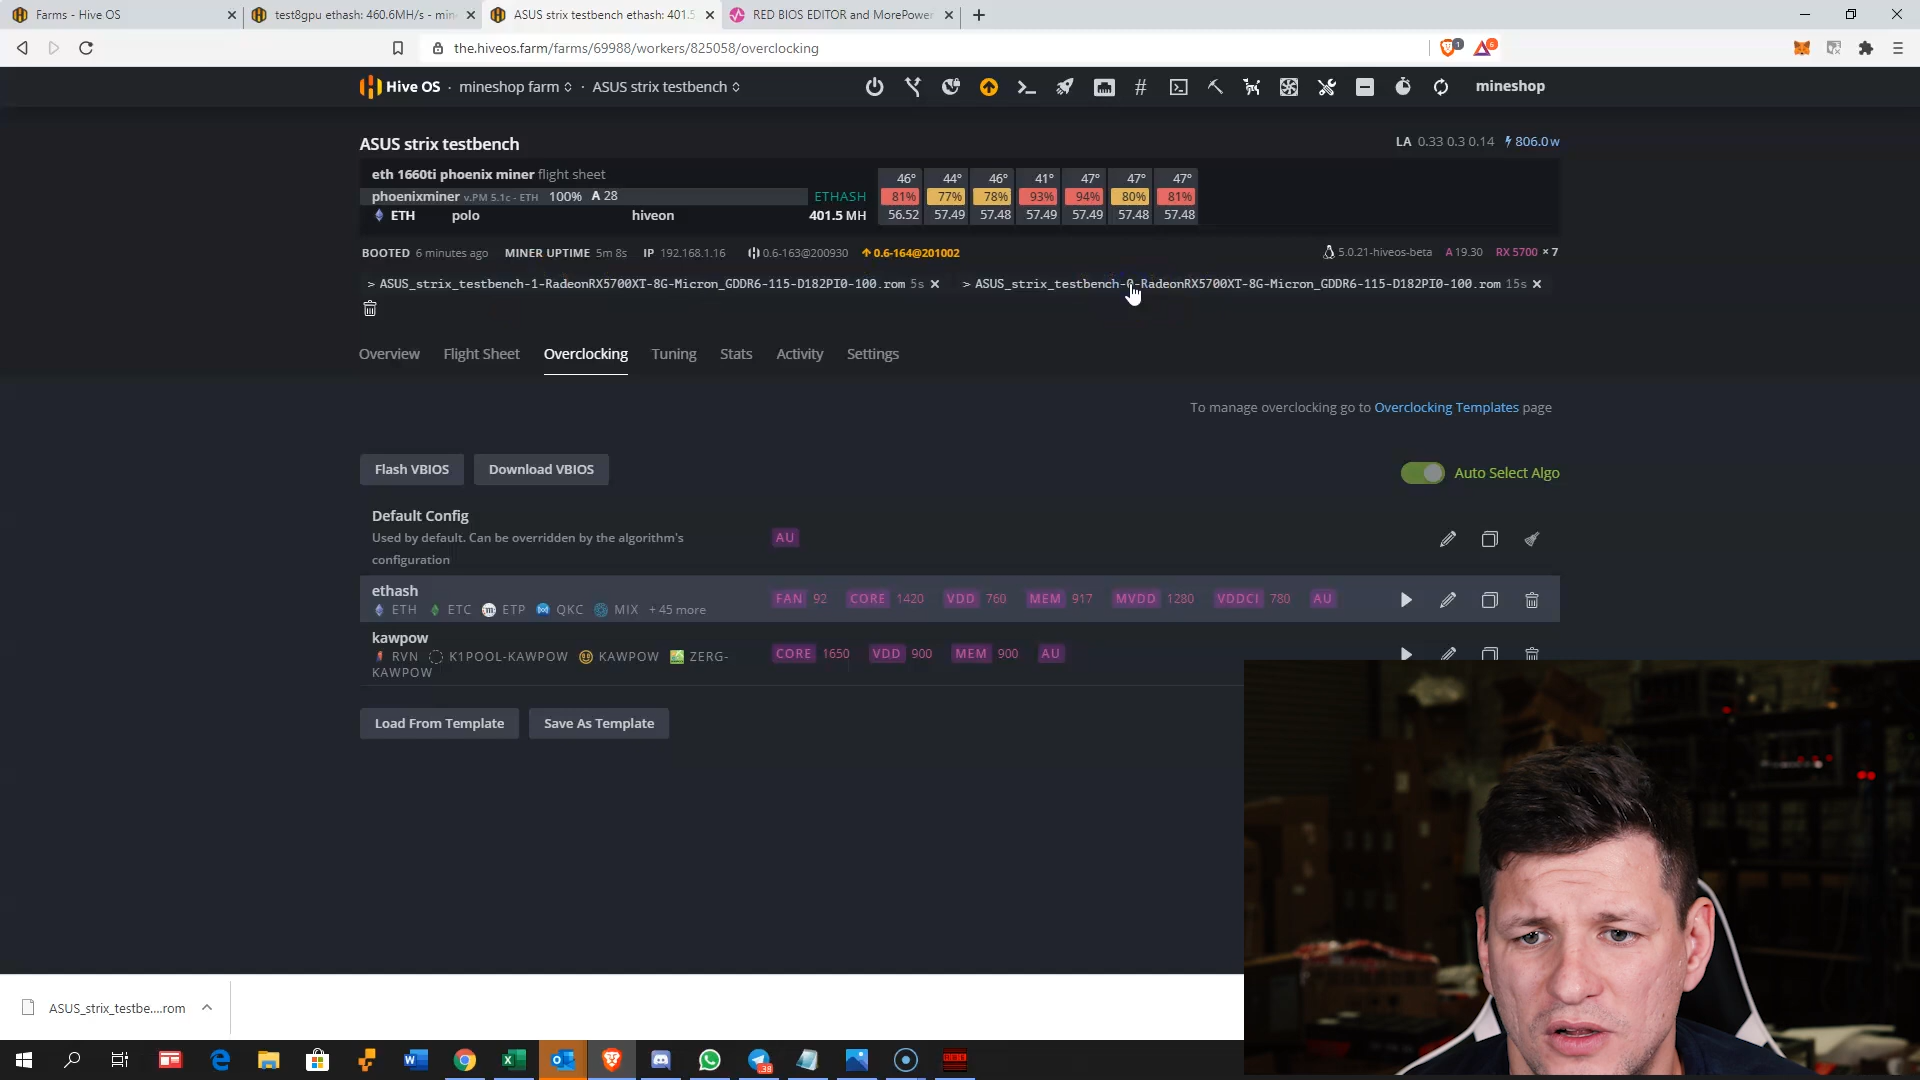 Farms - Hive OS
test8gpu ethash: 460.6MH/s - min
ASUS strix testbench ethash: 401.5
RED BIOS EDITOR and MorePower
the.hiveos.farm/farms/69988/workers/825058/overclocking
1
6
Hive OS · mineshop farm · ASUS strix testbench
mineshop
ASUS strix testbench
LA 0.33 0.3 0.14 806.0w
eth 1660ti phoenix miner flight sheet
46° 44° 46° 41° 47° 47° 47°
phoenixminer v.PM 5.1c - ETH 100% A 28 ETHASH 81% 77% 78% 93% 94% 80% 81%
ETH polo hiveon 401.5 MH 56.52 57.49 57.48 57.49 57.49 57.48 57.48
BOOTED 6 minutes ago MINER UPTIME 5m 8s IP 192.168.1.16 0.6-163@200930 0.6-164@201002 5.0.21-hiveos-beta A 19.30 RX 5700 × 7
> ASUS_strix_testbench-1-RadeonRX5700XT-8G-Micron_GDDR6-115-D182PI0-100.rom 5s × > ASUS_strix_testbench-0-RadeonRX5700XT-8G-Micron_GDDR6-115-D182PI0-100.rom 15s ×
Overview Flight Sheet Overclocking Tuning Stats Activity Settings
To manage overclocking go to Overclocking Templates page
Flash VBIOS Download VBIOS
Auto Select Algo
Default Config
Used by default. Can be overridden by the algorithm's
configuration
AU
ethash
ETH ETC ETP QKC MIX + 45 more
FAN 92 CORE 1420 VDD 760 MEM 917 MVDD 1280 VDDCI 780 AU
kawpow
RVN K1POOL-KAWPOW KAWPOW ZERG-
KAWPOW
CORE 1650 VDD 900 MEM 900 AU
Load From Template Save As Template
ASUS_strix_testbe....rom
38